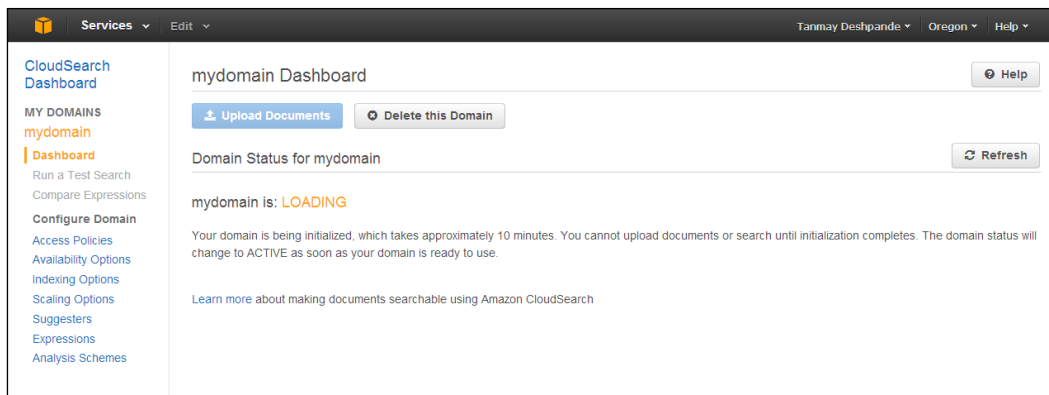 Services Edit Tanmay Deshpande Oregon Help
CloudSearch
Dashboard
MY DOMAINS
mydomain
Dashboard
Run a Test Search
Compare Expressions
Configure Domain
Access Policies
Availability Options
Indexing Options
Scaling Options
Suggesters
Expressions
Analysis Schemes
mydomain Dashboard
Help
Upload Documents Delete this Domain
Domain Status for mydomain
Refresh
mydomain is: LOADING
Your domain is being initialized, which takes approximately 10 minutes. You cannot upload documents or search until initialization completes. The domain status will
change to ACTIVE as soon as your domain is ready to use.
Learn more about making documents searchable using Amazon CloudSearch